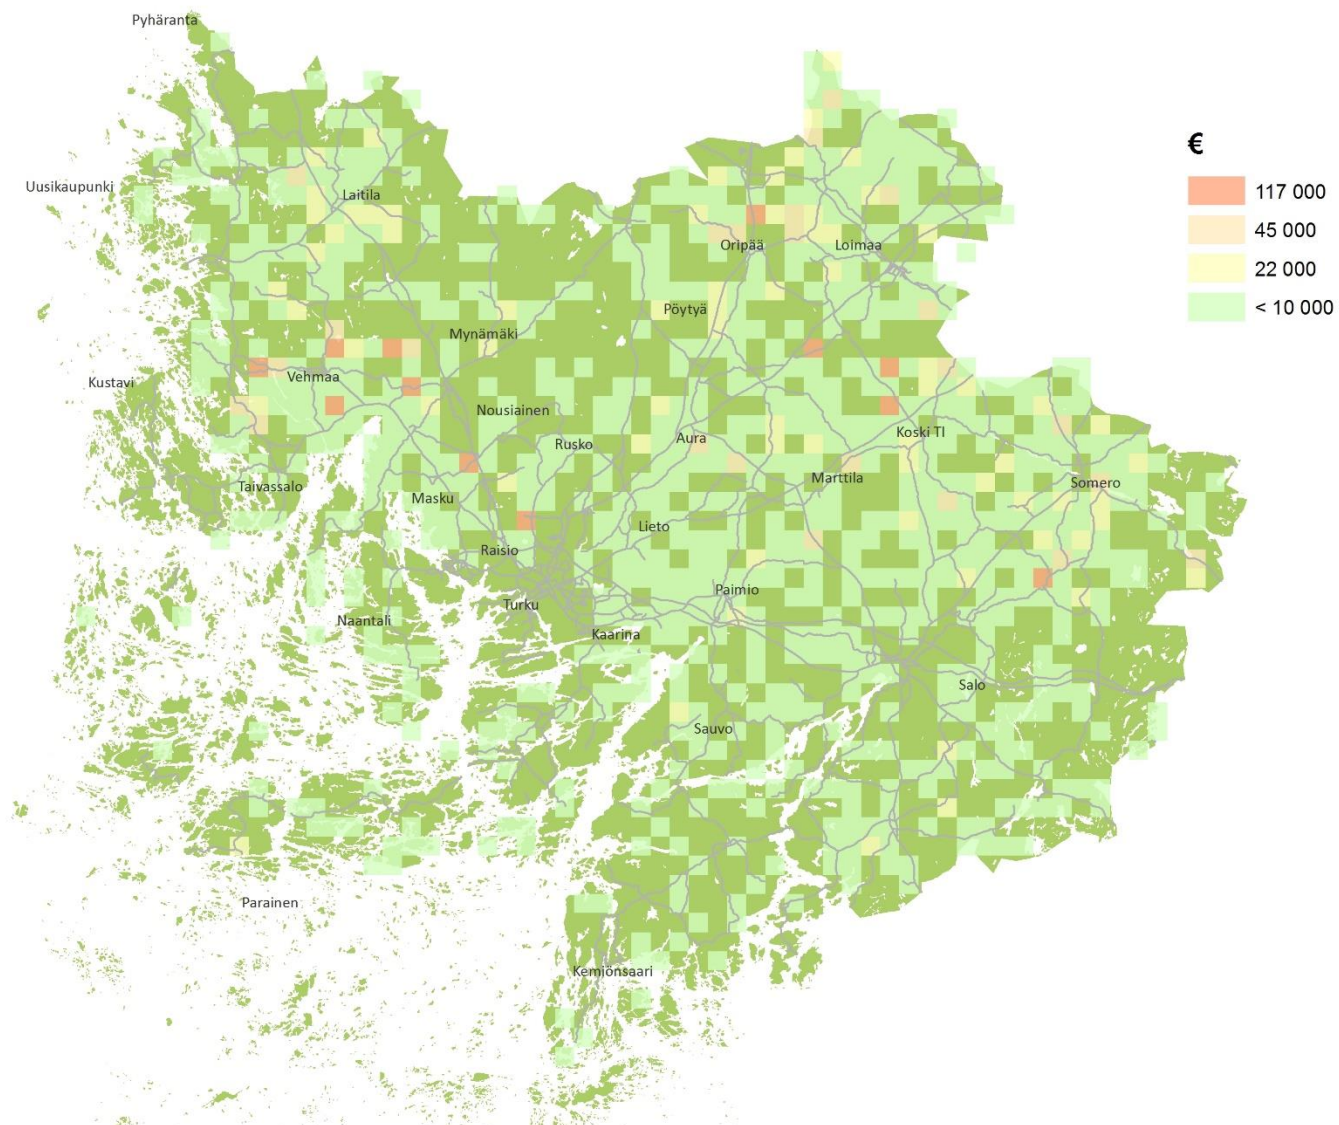 Pyhäranta
Uusikaupunki
Laitila
Oripää
Loimaa
Pöytyä
Mynämäki
Kustavi
Vehmaa
Nousiainen
Rusko
Aura
Koski Tl
Taivassalo
Masku
Marttila
Somero
Lieto
Raisio
Turku
Paimio
Naantali
Kaarina
Salo
Sauvo
Parainen
Kemiönsaari
€
117 000
45 000
22 000
< 10 000